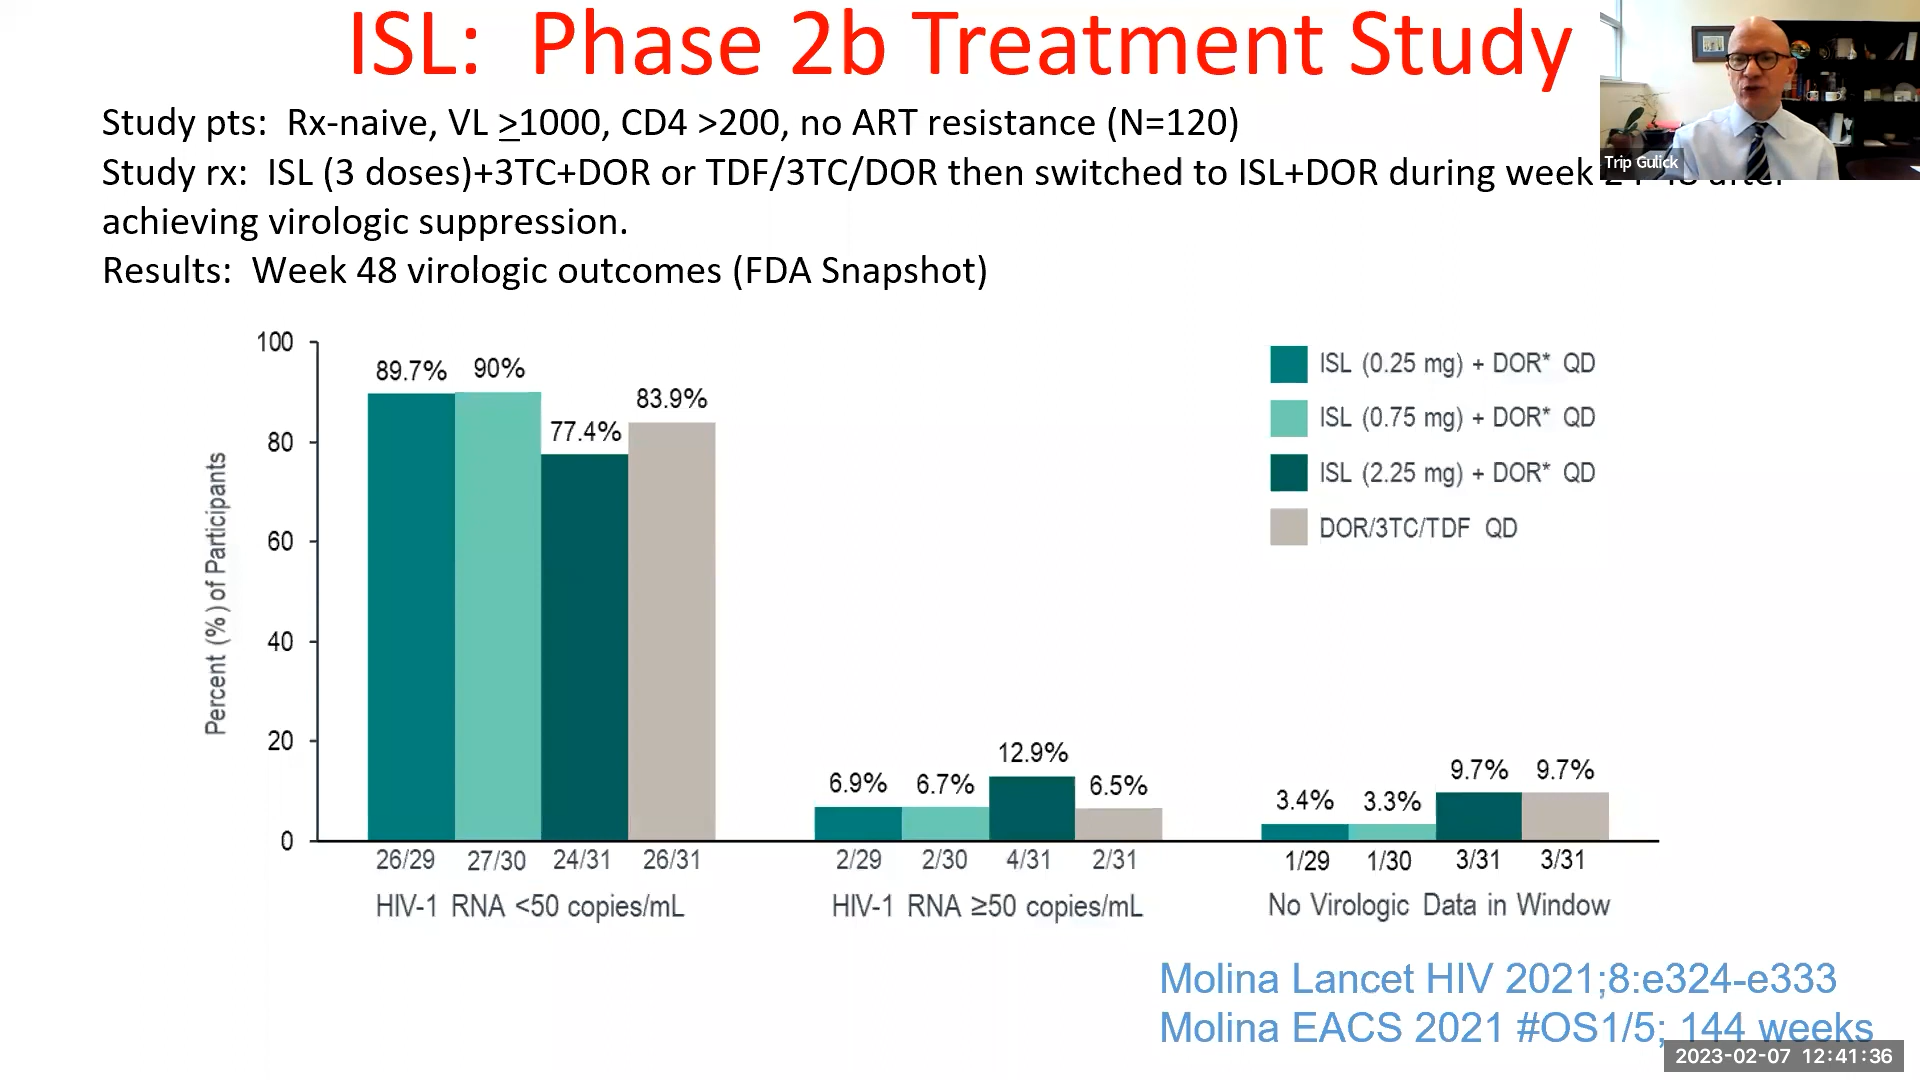 ISL: Phase 2b Treatment Study
Study pts: Rx-naive, VL ≥1000, CD4 >200, no ART resistance (N=120)
Study rx: ISL (3 doses)+3TC+DOR or TDF/3TC/DOR then switched to ISL+DOR during week
achieving virologic suppression.
Results: Week 48 virologic outcomes (FDA Snapshot)
Trip Gulick
Percent (%) of Participants
100
80
60
40
20
0
89.7% 90% 77.4% 83.9%
6.9% 6.7% 12.9% 6.5%
3.4% 3.3% 9.7% 9.7%
26/29 27/30 24/31 26/31
2/29 2/30 4/31 2/31
1/29 1/30 3/31 3/31
HIV-1 RNA <50 copies/mL
HIV-1 RNA ≥50 copies/mL
No Virologic Data in Window
ISL (0.25 mg) + DOR* QD
ISL (0.75 mg) + DOR* QD
ISL (2.25 mg) + DOR* QD
DOR/3TC/TDF QD
Molina Lancet HIV 2021;8:e324-e333
Molina EACS 2021 #OS1/5; 144 weeks
2023-02-07 12:41:36